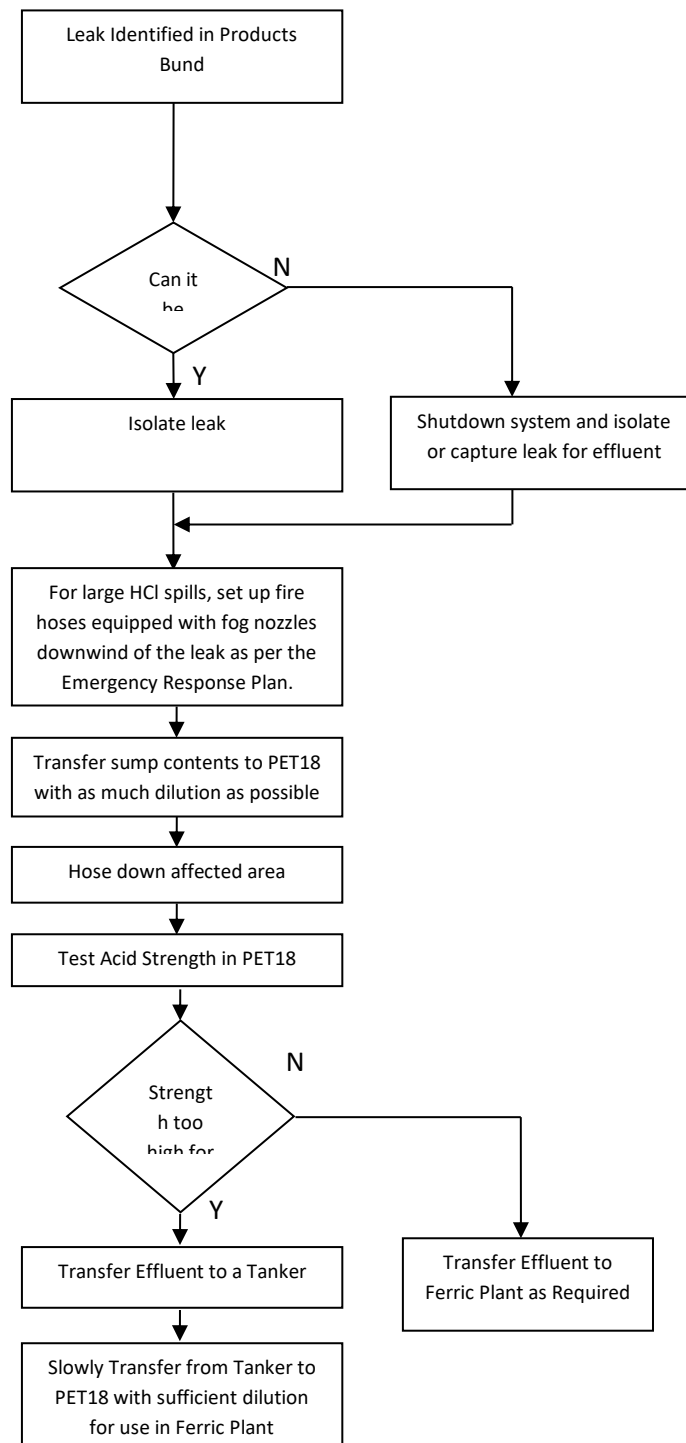 Leak Identified in Products
Bund
Can it
N
Y
Isolate leak
Shutdown system and isolate
or capture leak for effluent
For large HCl spills, set up fire
hoses equipped with fog nozzles
downwind of the leak as per the
Emergency Response Plan.
Transfer sump contents to PET18
with as much dilution as possible
Hose down affected area
Test Acid Strength in PET18
N
Strengt
h too
high for
Y
Transfer Effluent to a Tanker
Transfer Effluent to
Ferric Plant as Required
Slowly Transfer from Tanker to
PET18 with sufficient dilution
for use in Ferric Plant